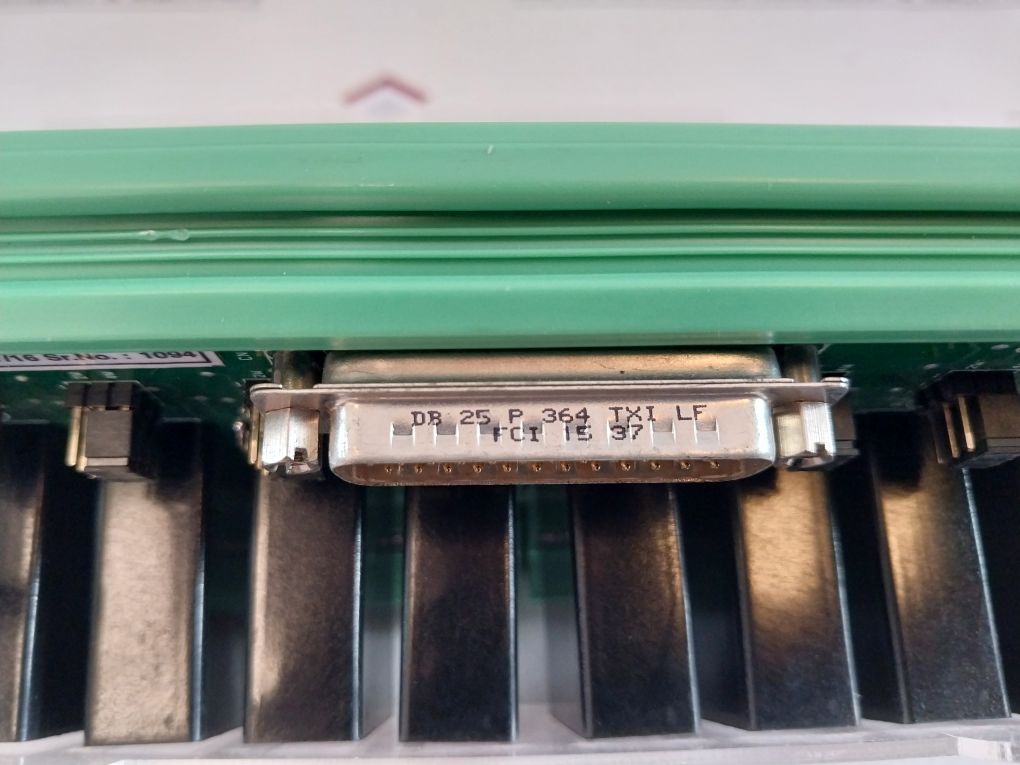 /16 Sr.No. : 1094
DB 25 P 364 TXI LF
FCI 15 37